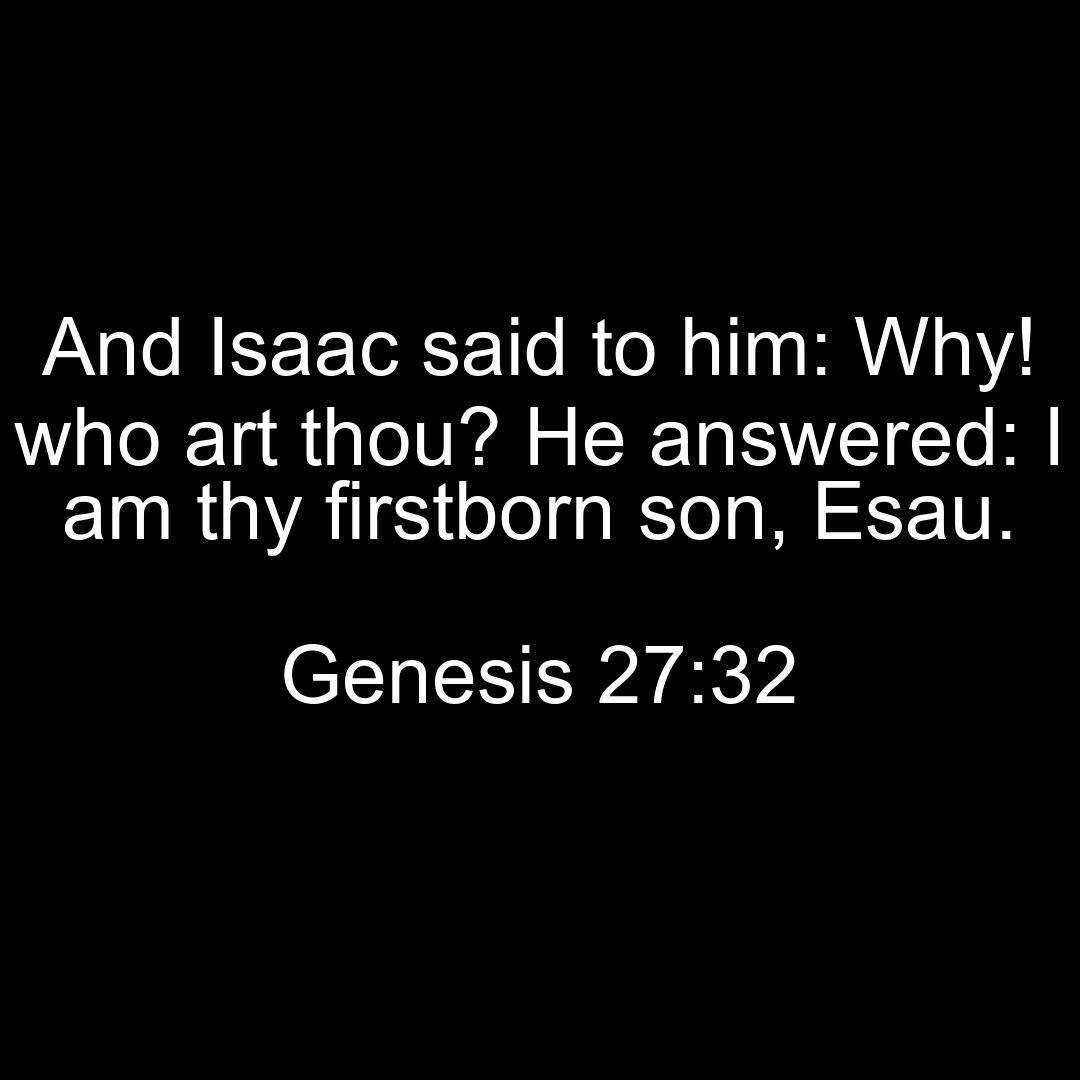 And Isaac said to him: Why!
who art thou? He answered: I
am thy firstborn son, Esau.
Genesis 27:32